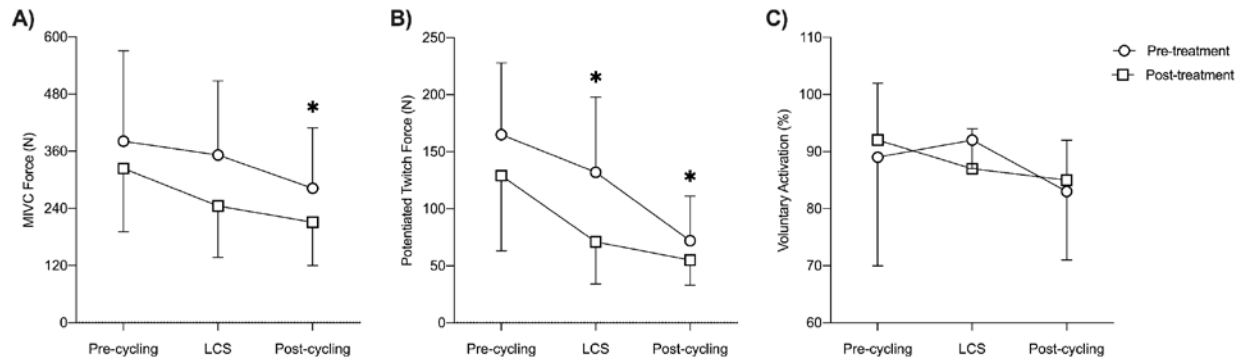 A)
MIVC Force (N)
600
480
360
240
120
0
Pre-cycling LCS Post-cycling
*
B)
Potentiated Twitch Force (N)
250
200
150
100
50
0
Pre-cycling LCS Post-cycling
*
*
C)
Voluntary Activation (%)
110
100
90
80
70
60
Pre-cycling LCS Post-cycling
Pre-treatment
Post-treatment